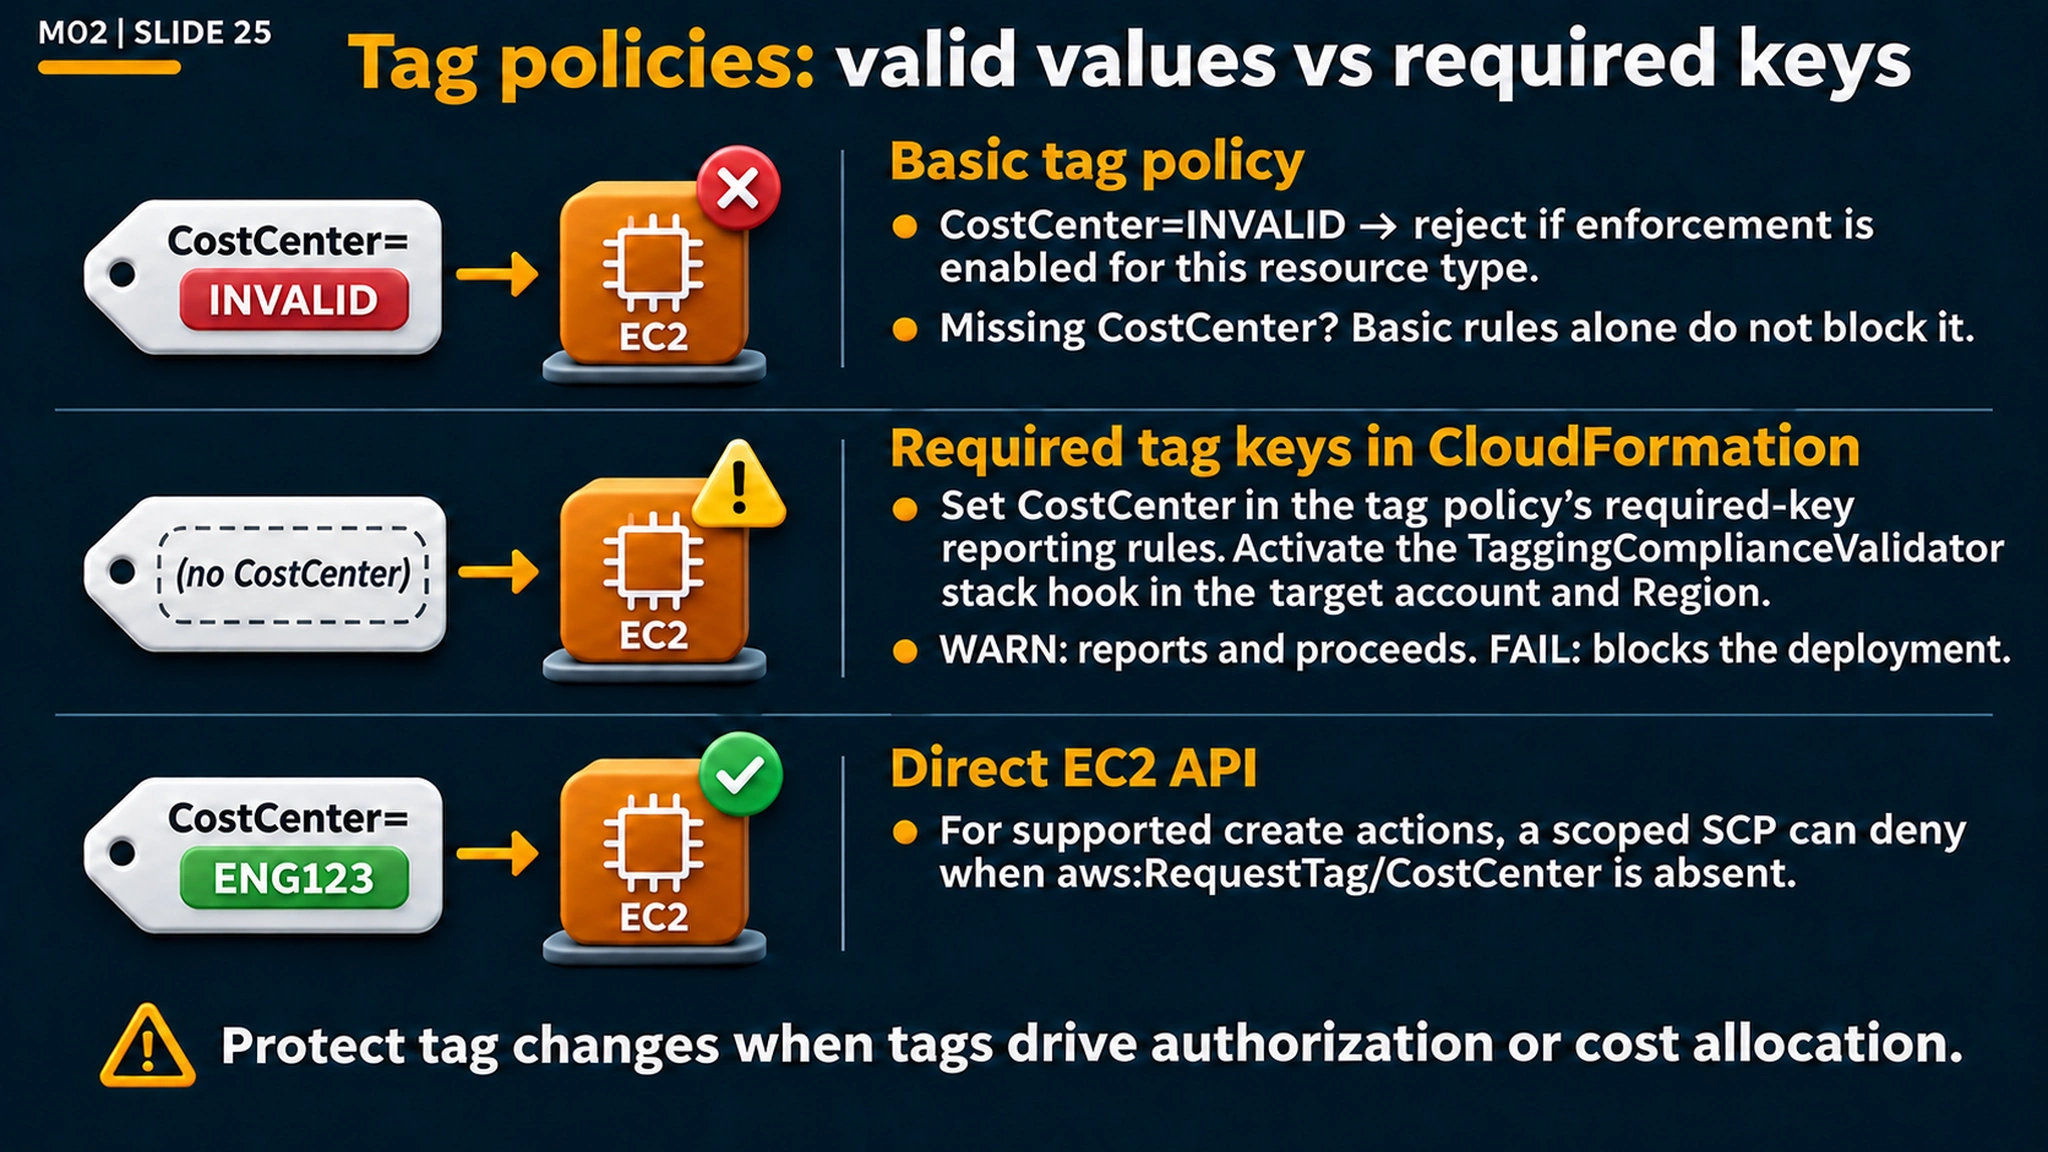 M02 | SLIDE 25
Tag policies: valid values vs required keys
CostCenter=
INVALID
EC2
Basic tag policy
CostCenter=INVALID → reject if enforcement is
enabled for this resource type.
Missing CostCenter? Basic rules alone do not block it.
(no CostCenter)
EC2
Required tag keys in CloudFormation
Set CostCenter in the tag policy’s required-key
reporting rules. Activate the TaggingComplianceValidator
stack hook in the target account and Region.
WARN: reports and proceeds. FAIL: blocks the deployment.
CostCenter=
ENG123
EC2
Direct EC2 API
For supported create actions, a scoped SCP can deny
when aws:RequestTag/CostCenter is absent.
Protect tag changes when tags drive authorization or cost allocation.